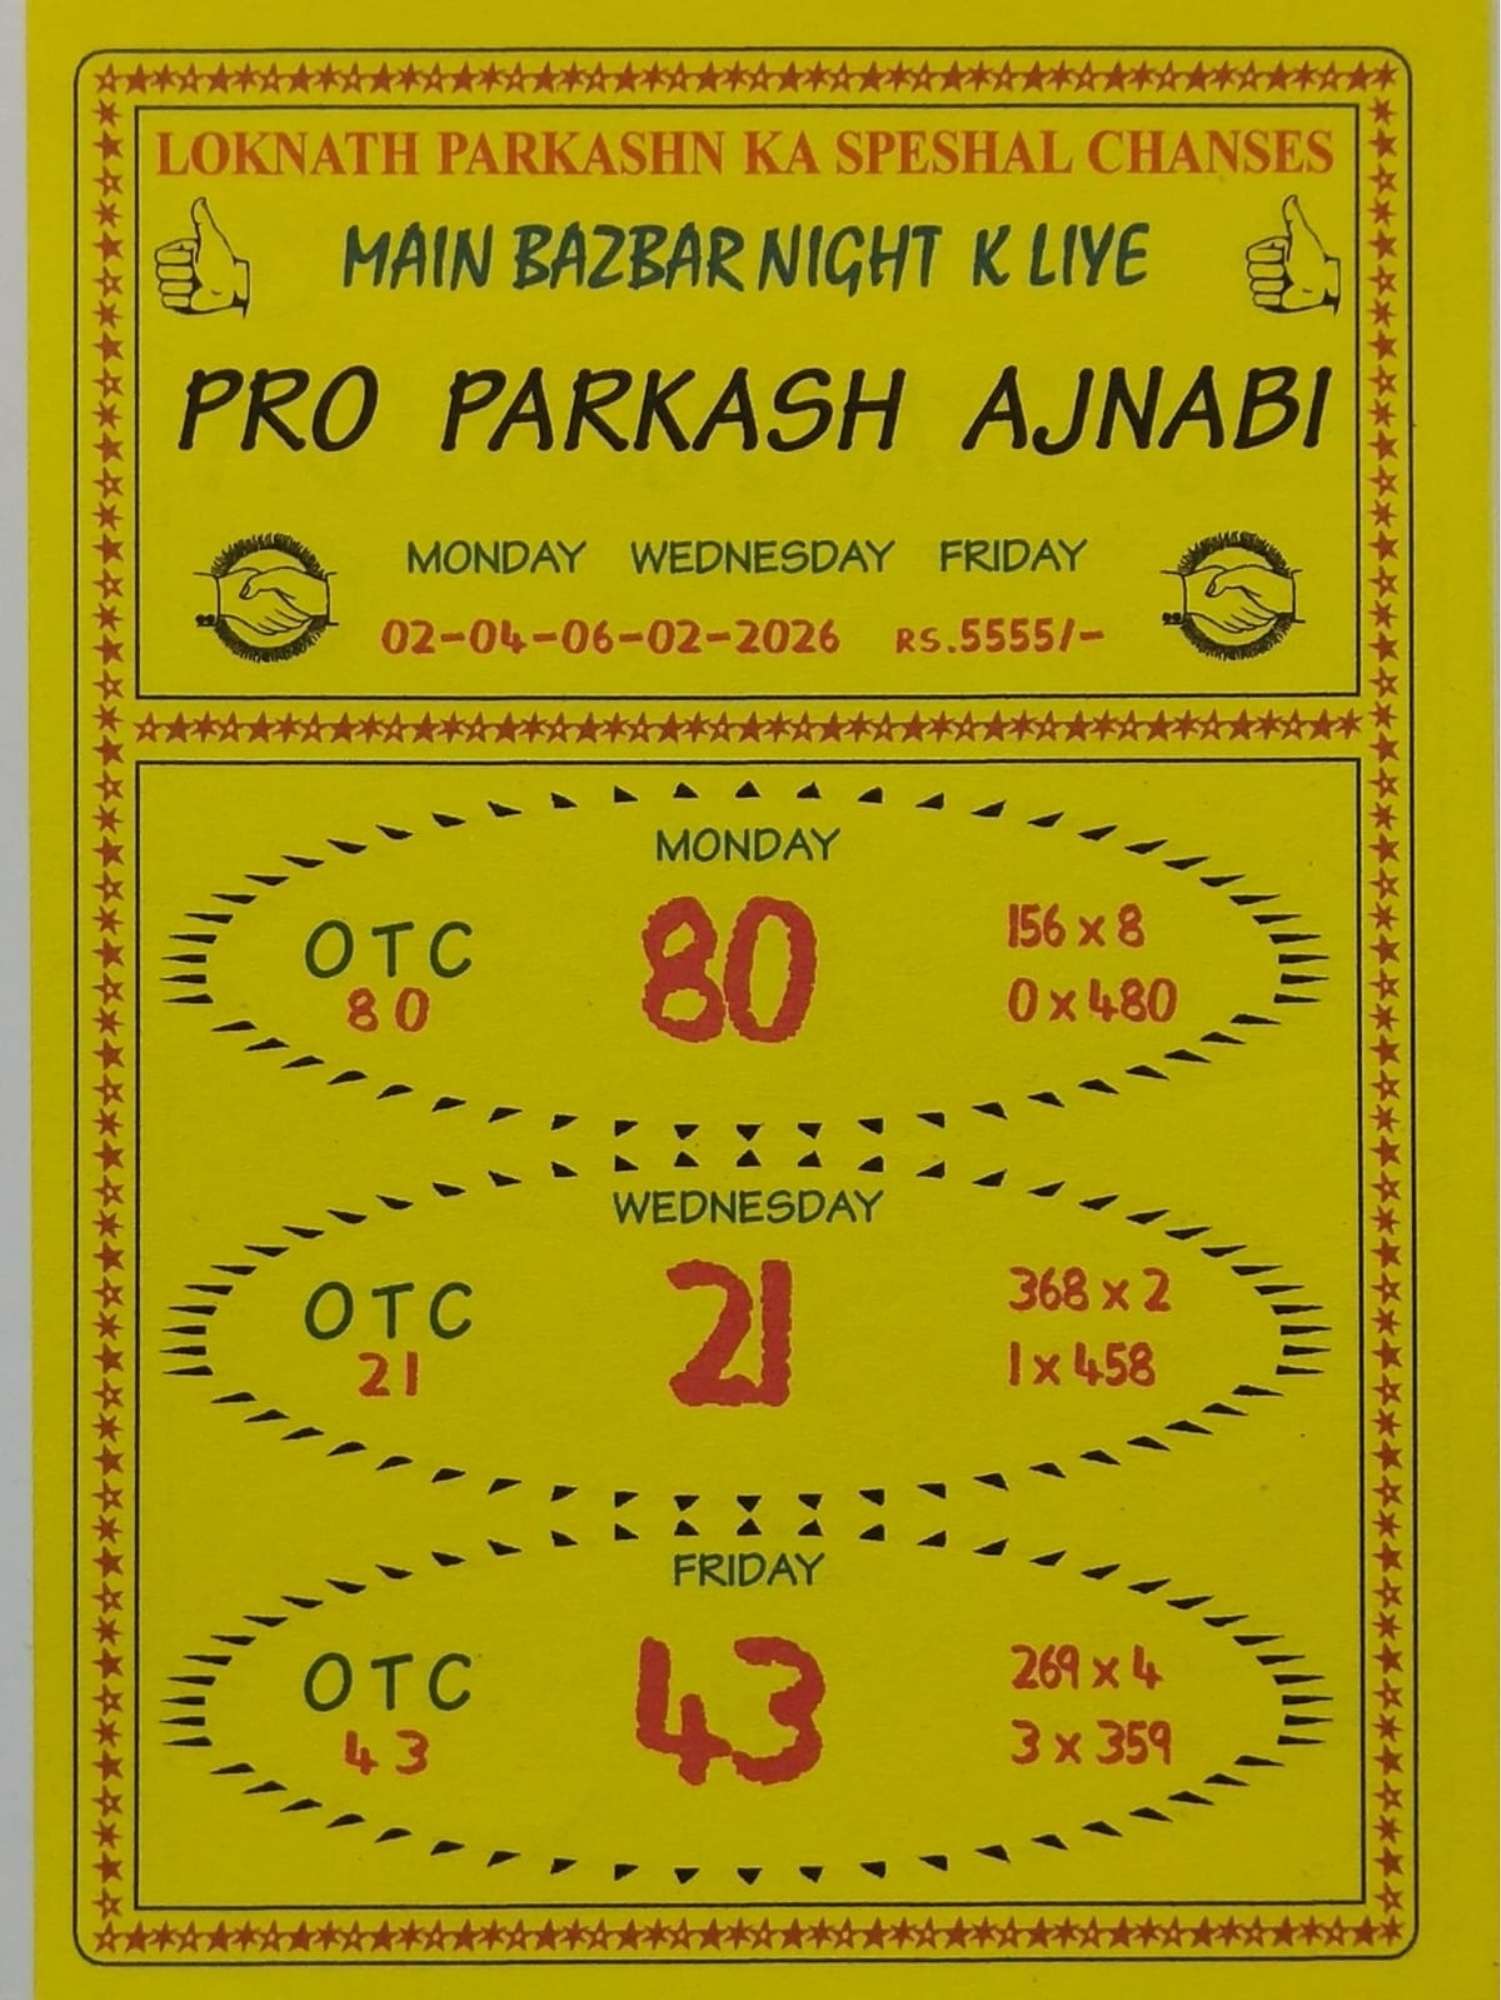 LOKNATH PARKASHN KA SPESHAL CHANSES
MAIN BAZBAR NIGHT K LIYE
PRO PARKASH AJNABI
MONDAY WEDNESDAY FRIDAY
02-04-06-02-2026 RS.5555/-
MONDAY
OTC
80
80
156 x 8
0 x 480
WEDNESDAY
OTC
21
21
368 x 2
1 x 458
FRIDAY
OTC
43
43
269 x 4
3 x 359